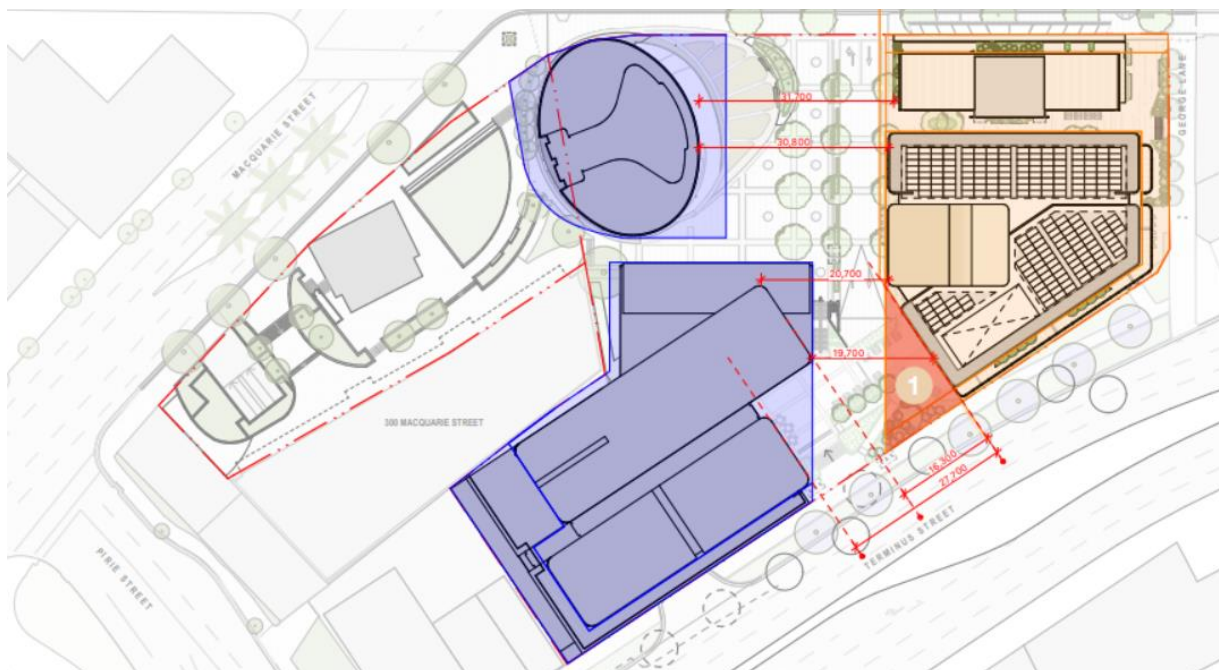 MACQUARIE STREET
GEORGE LANE
31,700
30,800
20,700
19,700
1
300 MACQUARIE STREET
16,300
27,700
TERMINUS STREET
PIRIE STREET